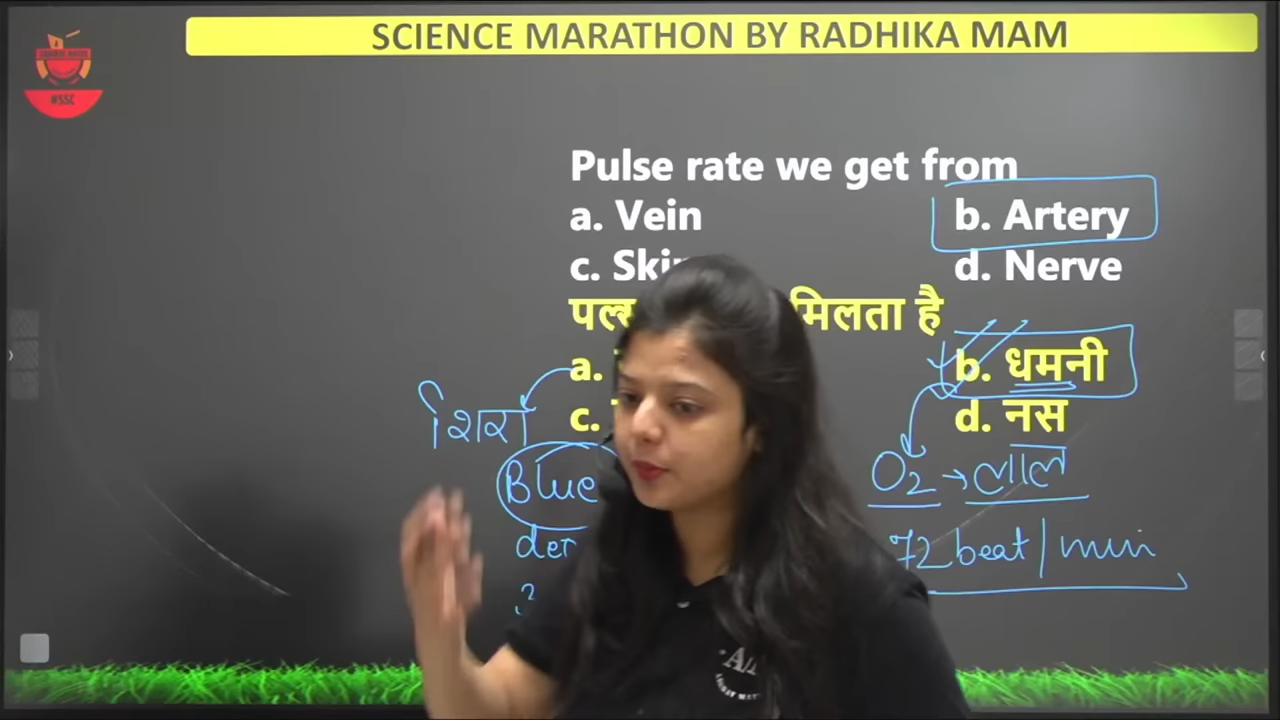 SCIENCE MARATHON BY RADHIKA MAM
#SSC
Pulse rate we get from
a. Vein
b. Artery
c.
d. Nerve
मिलता है
a.
b. धमनी
c.
d. नस
शिरा
Blue
O2 → लाल
72 beat/min